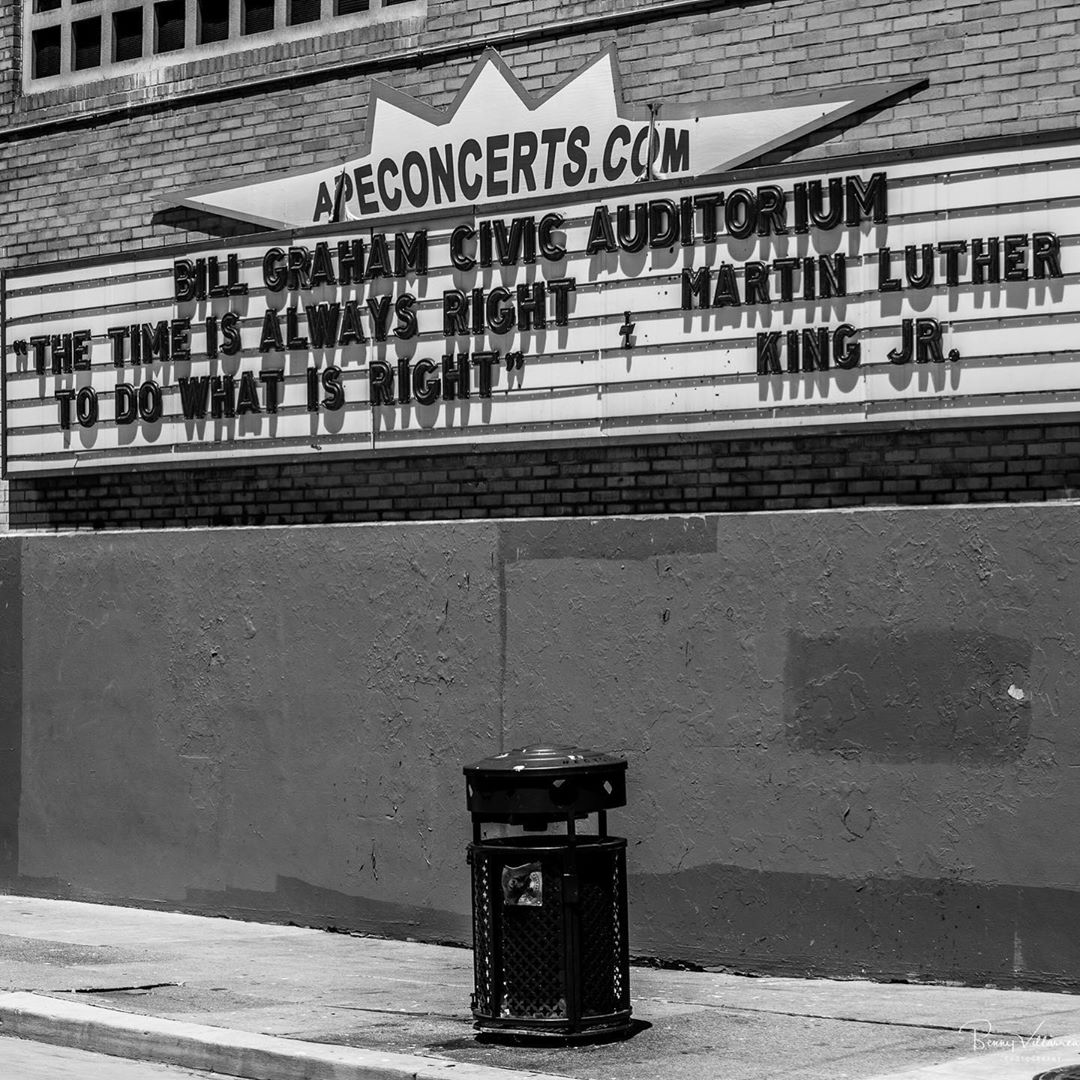 APECONCERTS.COM
BILL GRAHAM CIVIC AUDITORIUM
"THE TIME IS ALWAYS RIGHT
TO DO WHAT IS RIGHT"
MARTIN LUTHER
KING JR.
Benny Villarreal
PHOTOGRAPHY